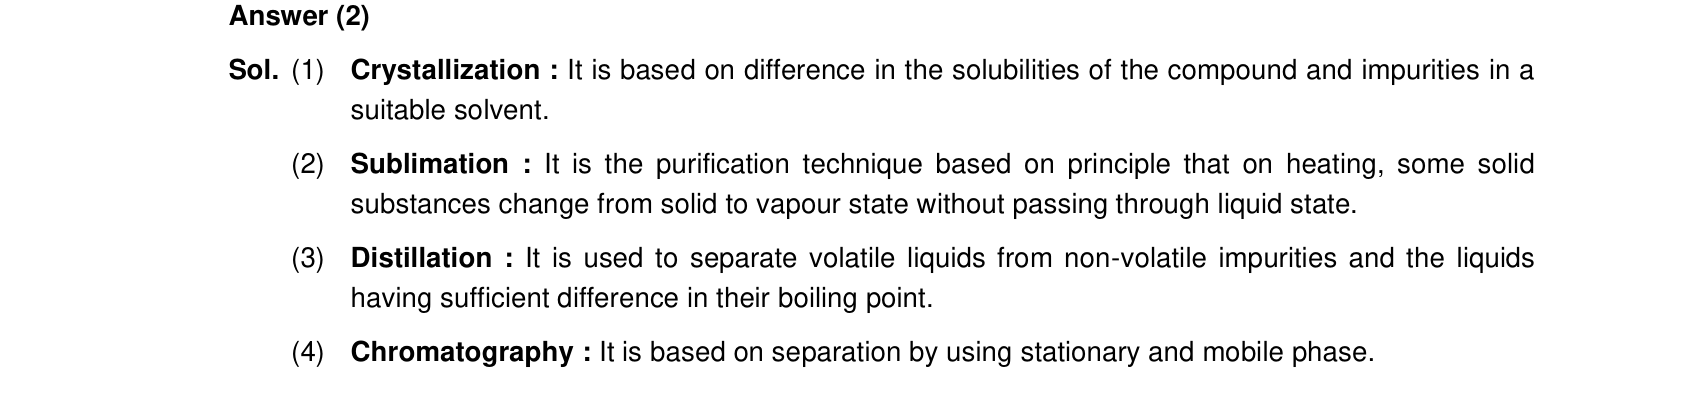 Answer (2)
Sol. (1) Crystallization : It is based on difference in the solubilities of the compound and impurities in a
suitable solvent.
(2) Sublimation : It is the purification technique based on principle that on heating, some solid
substances change from solid to vapour state without passing through liquid state.
(3) Distillation : It is used to separate volatile liquids from non-volatile impurities and the liquids
having sufficient difference in their boiling point.
(4) Chromatography : It is based on separation by using stationary and mobile phase.